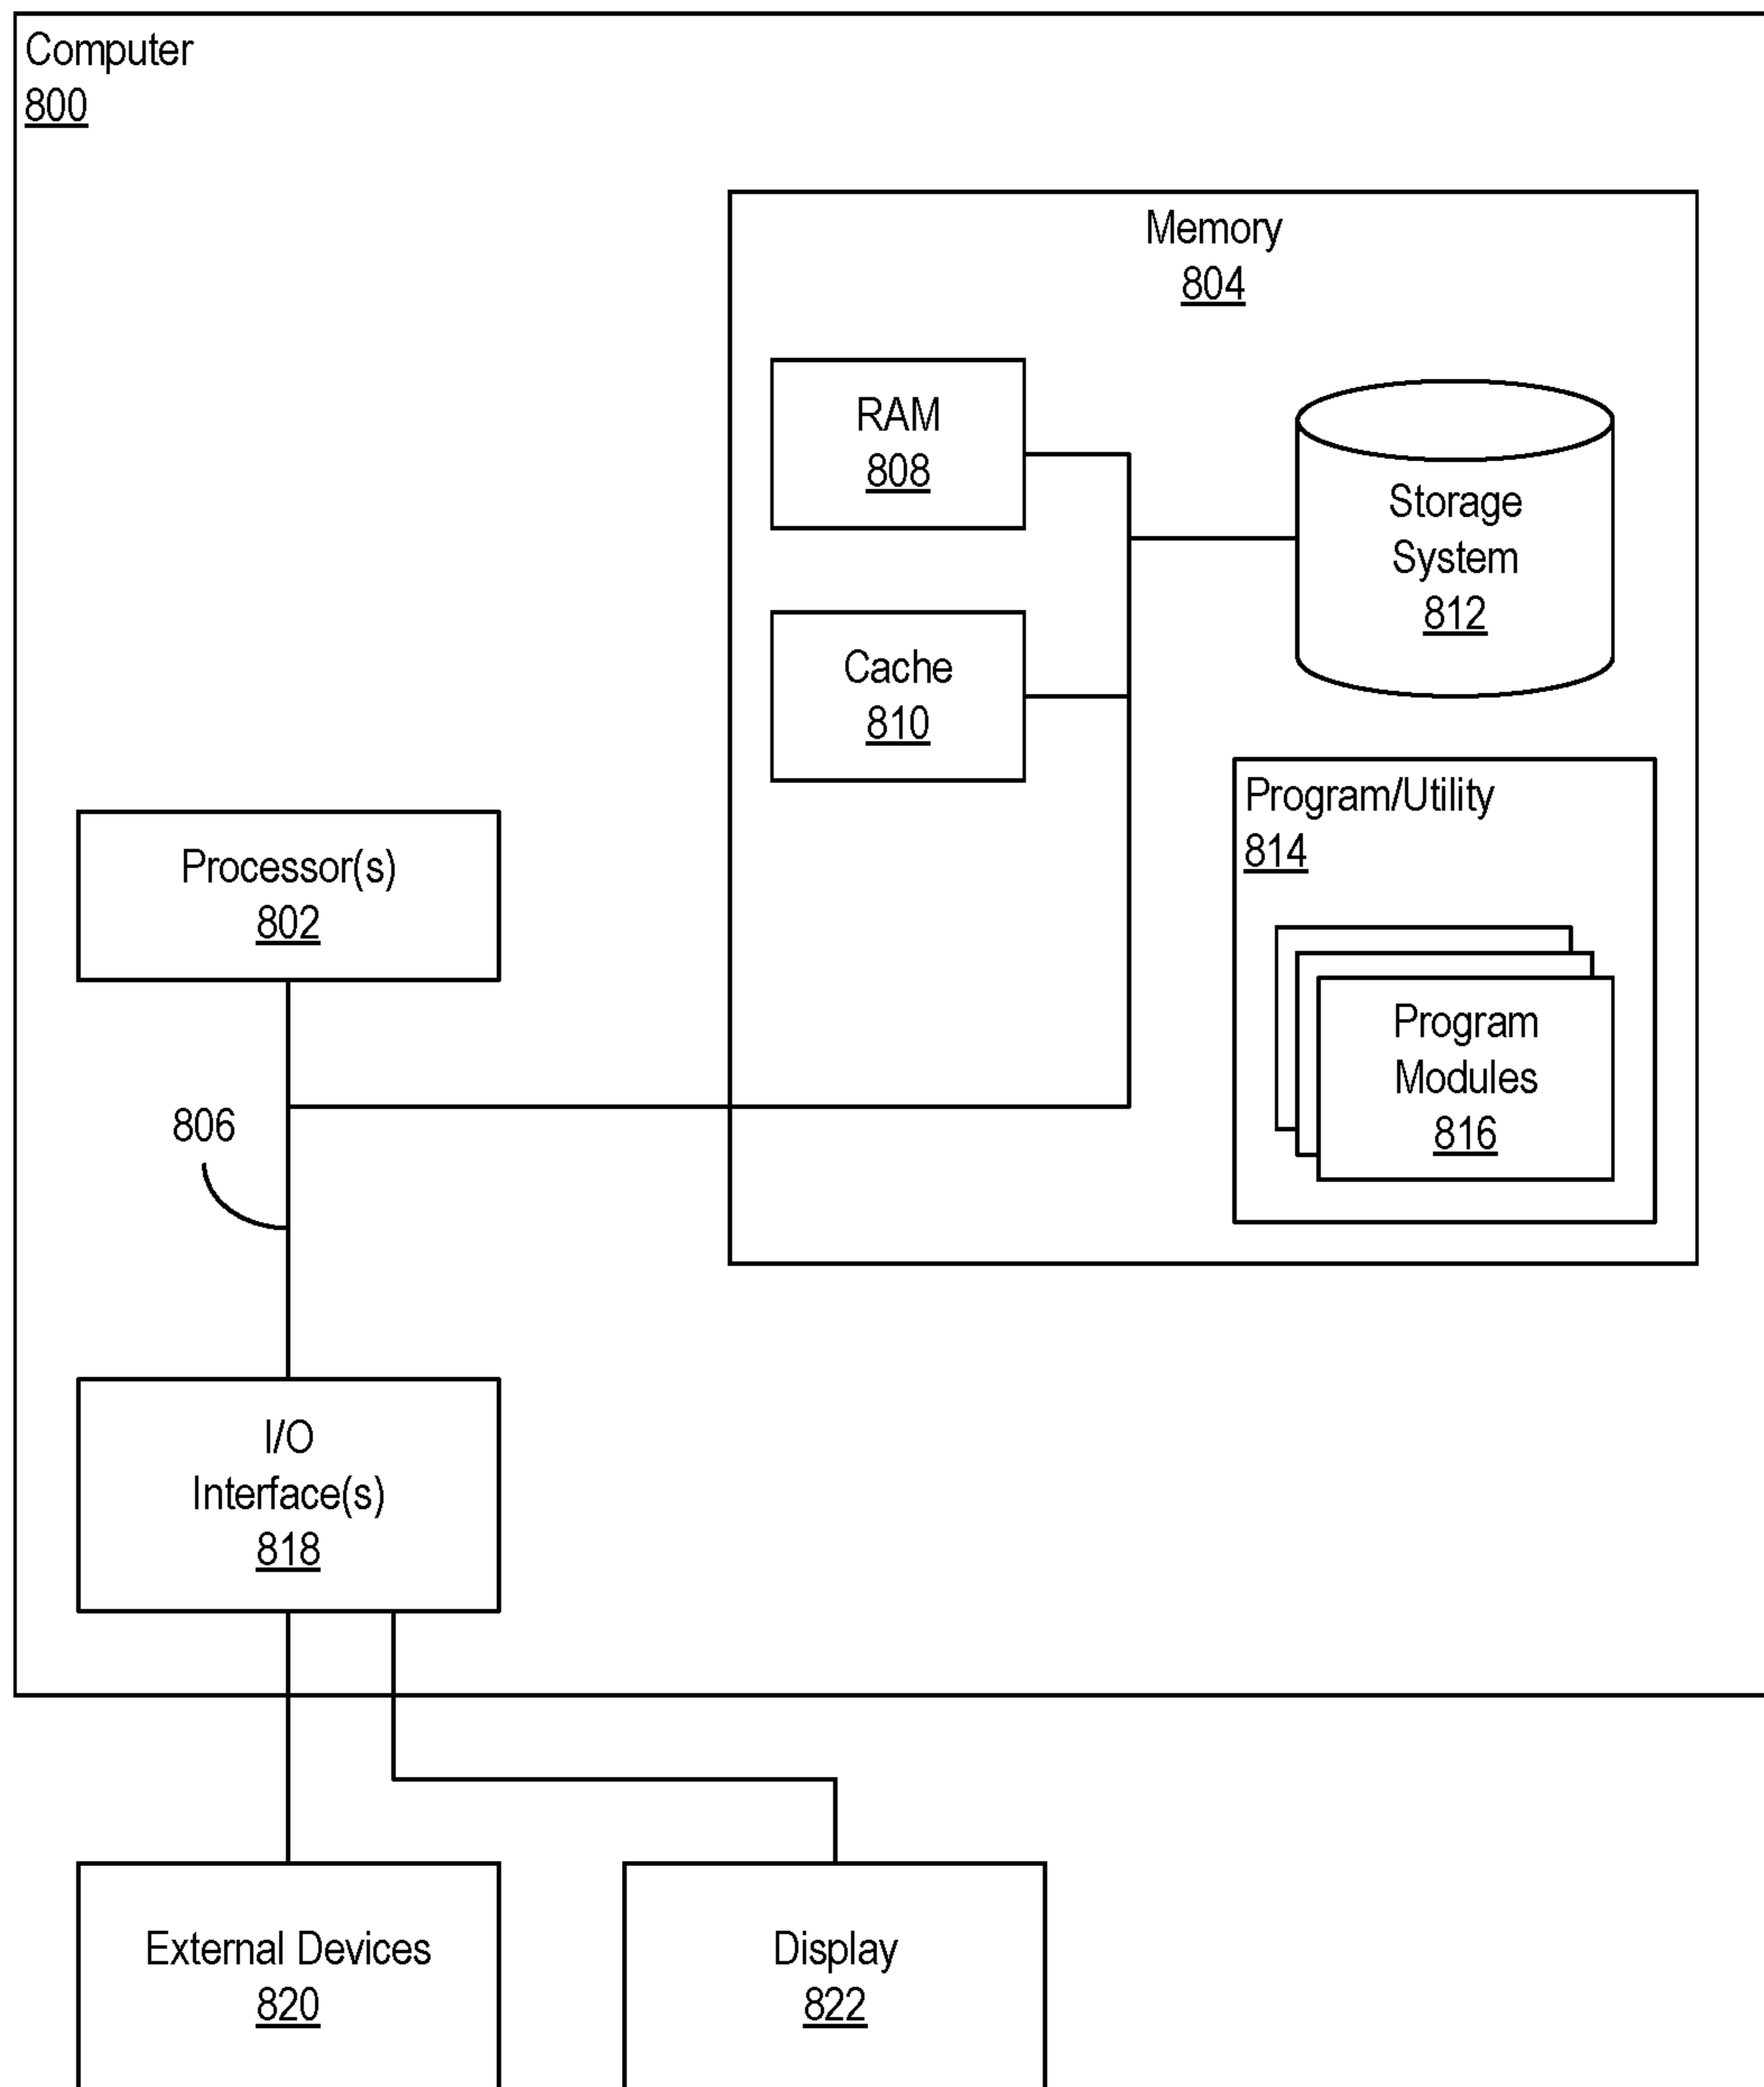 Computer
800
Memory
804
RAM
808
Storage
System
812
Cache
810
Program/Utility
814
Processor(s)
802
Program
Modules
816
806
I/O
Interface(s)
818
External Devices
820
Display
822